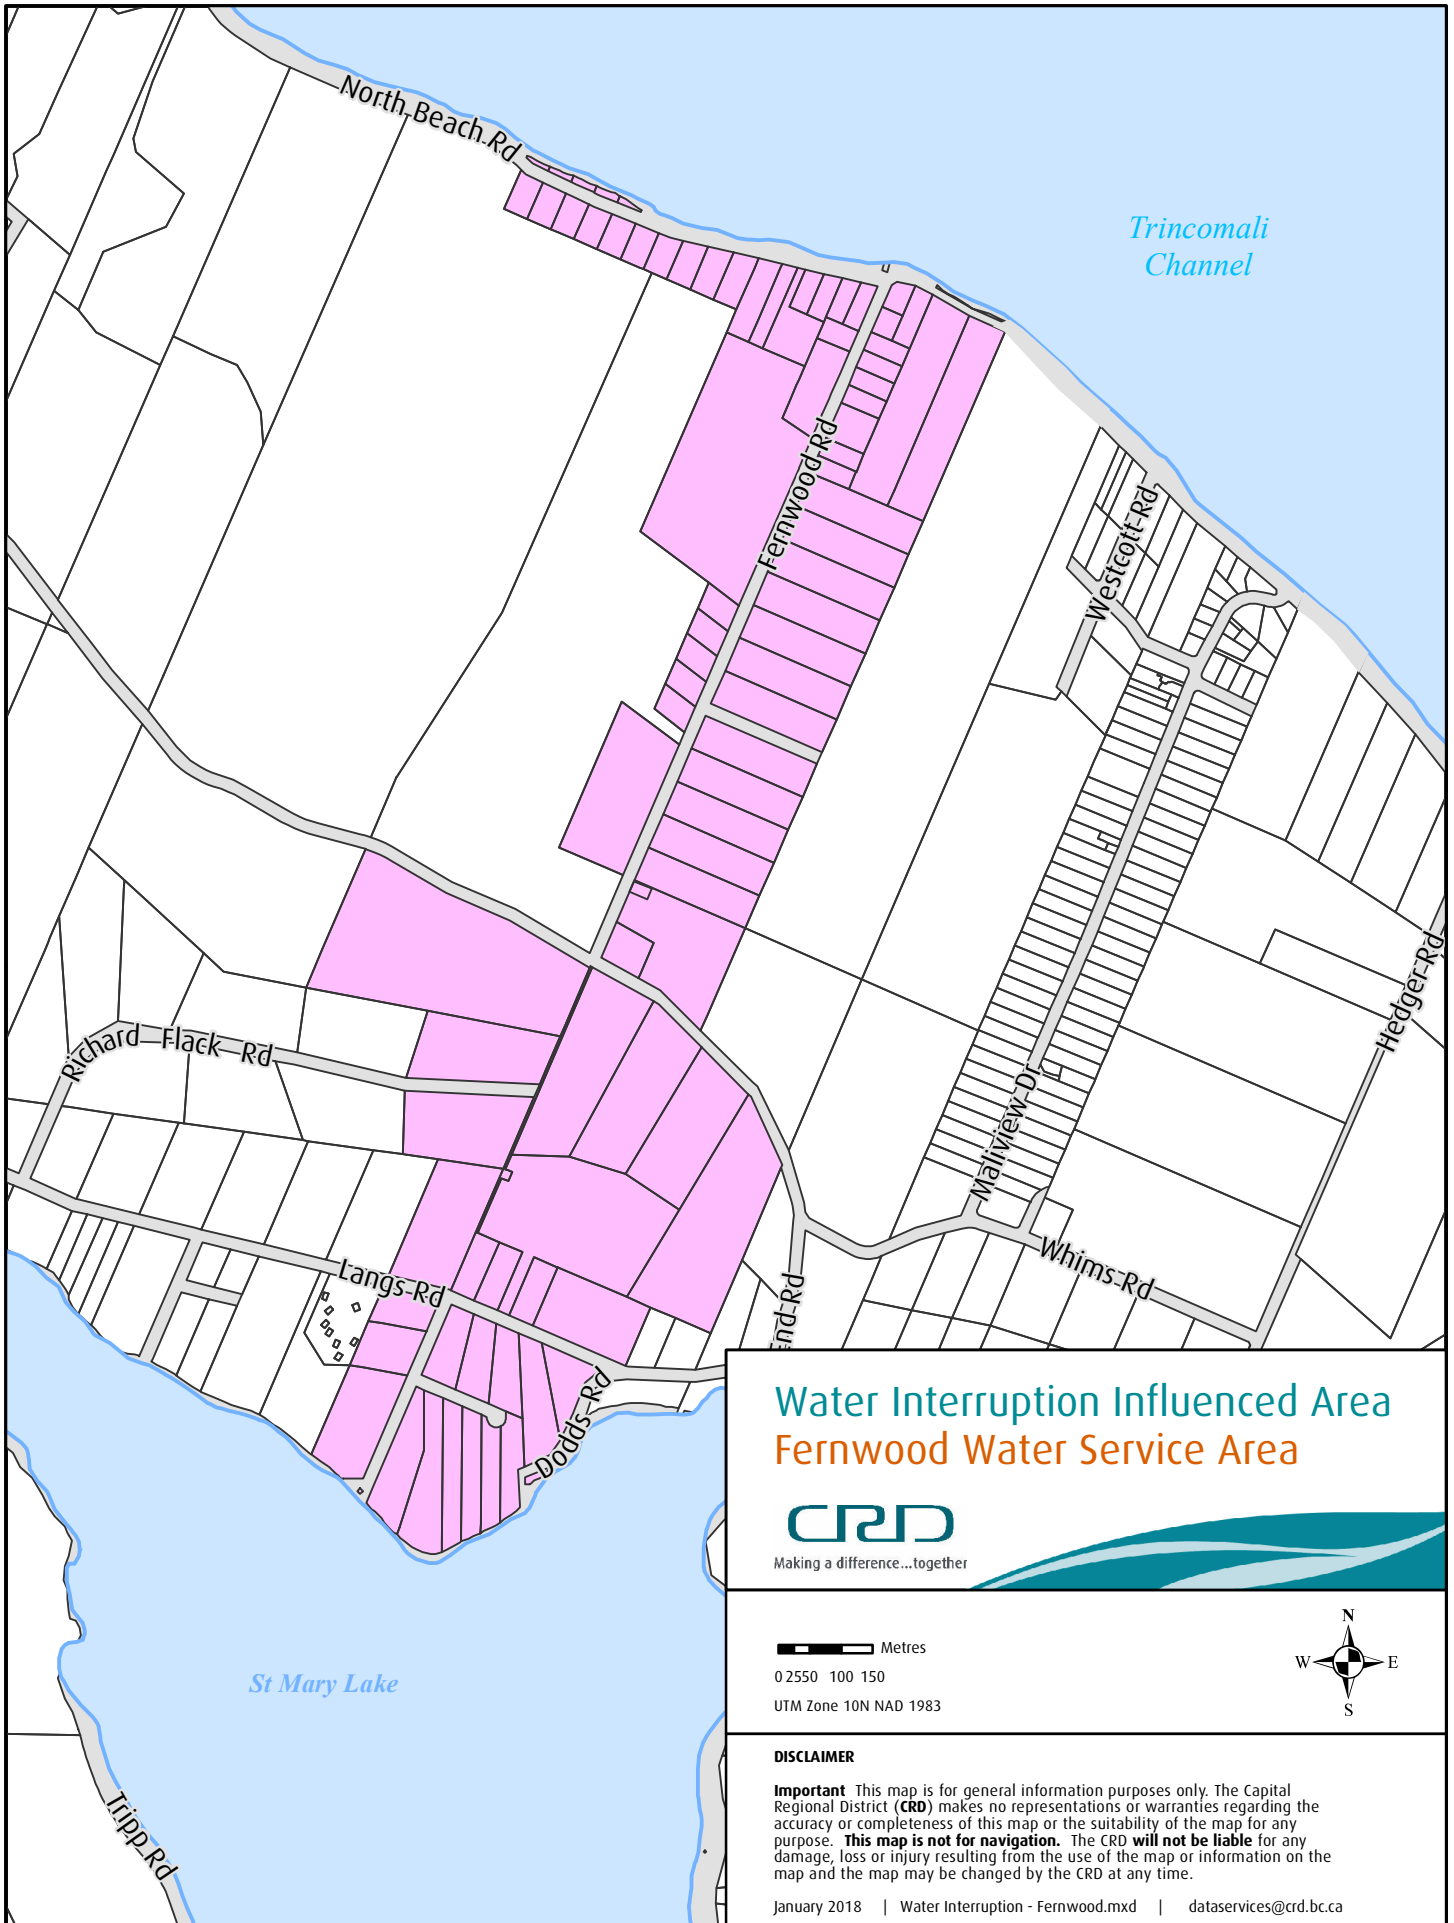 North Beach Rd
Trincomali
Channel
Fernwood Rd
Westcott Rd
Hedger Rd
Richard Flack Rd
Maliview Dr
Whims Rd
Langs Rd
End Rd
Dodds Rd
St Mary Lake
Tripp Rd
Water Interruption Influenced Area
Fernwood Water Service Area
CRD
Making a difference...together
Metres
0 25 50 100 150
UTM Zone 10N NAD 1983
N
W E
S
DISCLAIMER
Important This map is for general information purposes only. The Capital
Regional District (CRD) makes no representations or warranties regarding the
accuracy or completeness of this map or the suitability of the map for any
purpose. This map is not for navigation. The CRD will not be liable for any
damage, loss or injury resulting from the use of the map or information on the
map and the map may be changed by the CRD at any time.
January 2018 | Water Interruption - Fernwood.mxd | dataservices@crd.bc.ca